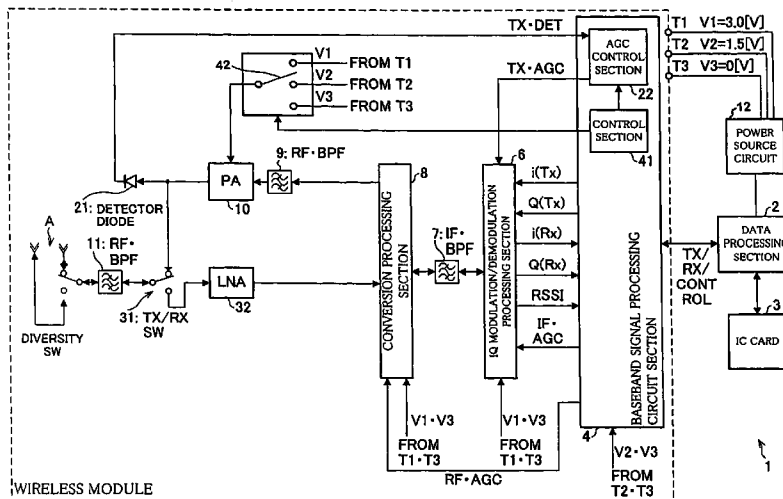 TX・DET
T1 V1=3.0[V]
T2 V2=1.5[V]
T3 V3=0[V]
42
V1
FROM T1
V2
FROM T2
V3
FROM T3
TX・AGC
AGC
CONTROL
SECTION
22
CONTROL
SECTION
41
12
POWER
SOURCE
CIRCUIT
9: RF・BPF
8
6
PA
10
21: DETECTOR
DIODE
A
11: RF・
BPF
DIVERSITY
SW
31: TX/RX
SW
LNA
32
CONVERSION PROCESSING
SECTION
7: IF・
BPF
IQ MODULATION/DEMODULATION
PROCESSING SECTION
i(Tx)
Q(Tx)
i(Rx)
Q(Rx)
RSSI
IF・
AGC
BASEBAND SIGNAL PROCESSING
CIRCUIT SECTION
4
2
DATA
PROCESSING
SECTION
TX/
RX/
CONT
ROL
3
IC CARD
V1・V3
FROM
T1・T3
V1・V3
FROM
T1・T3
V2・V3
FROM
T2・T3
RF・AGC
1
WIRELESS MODULE